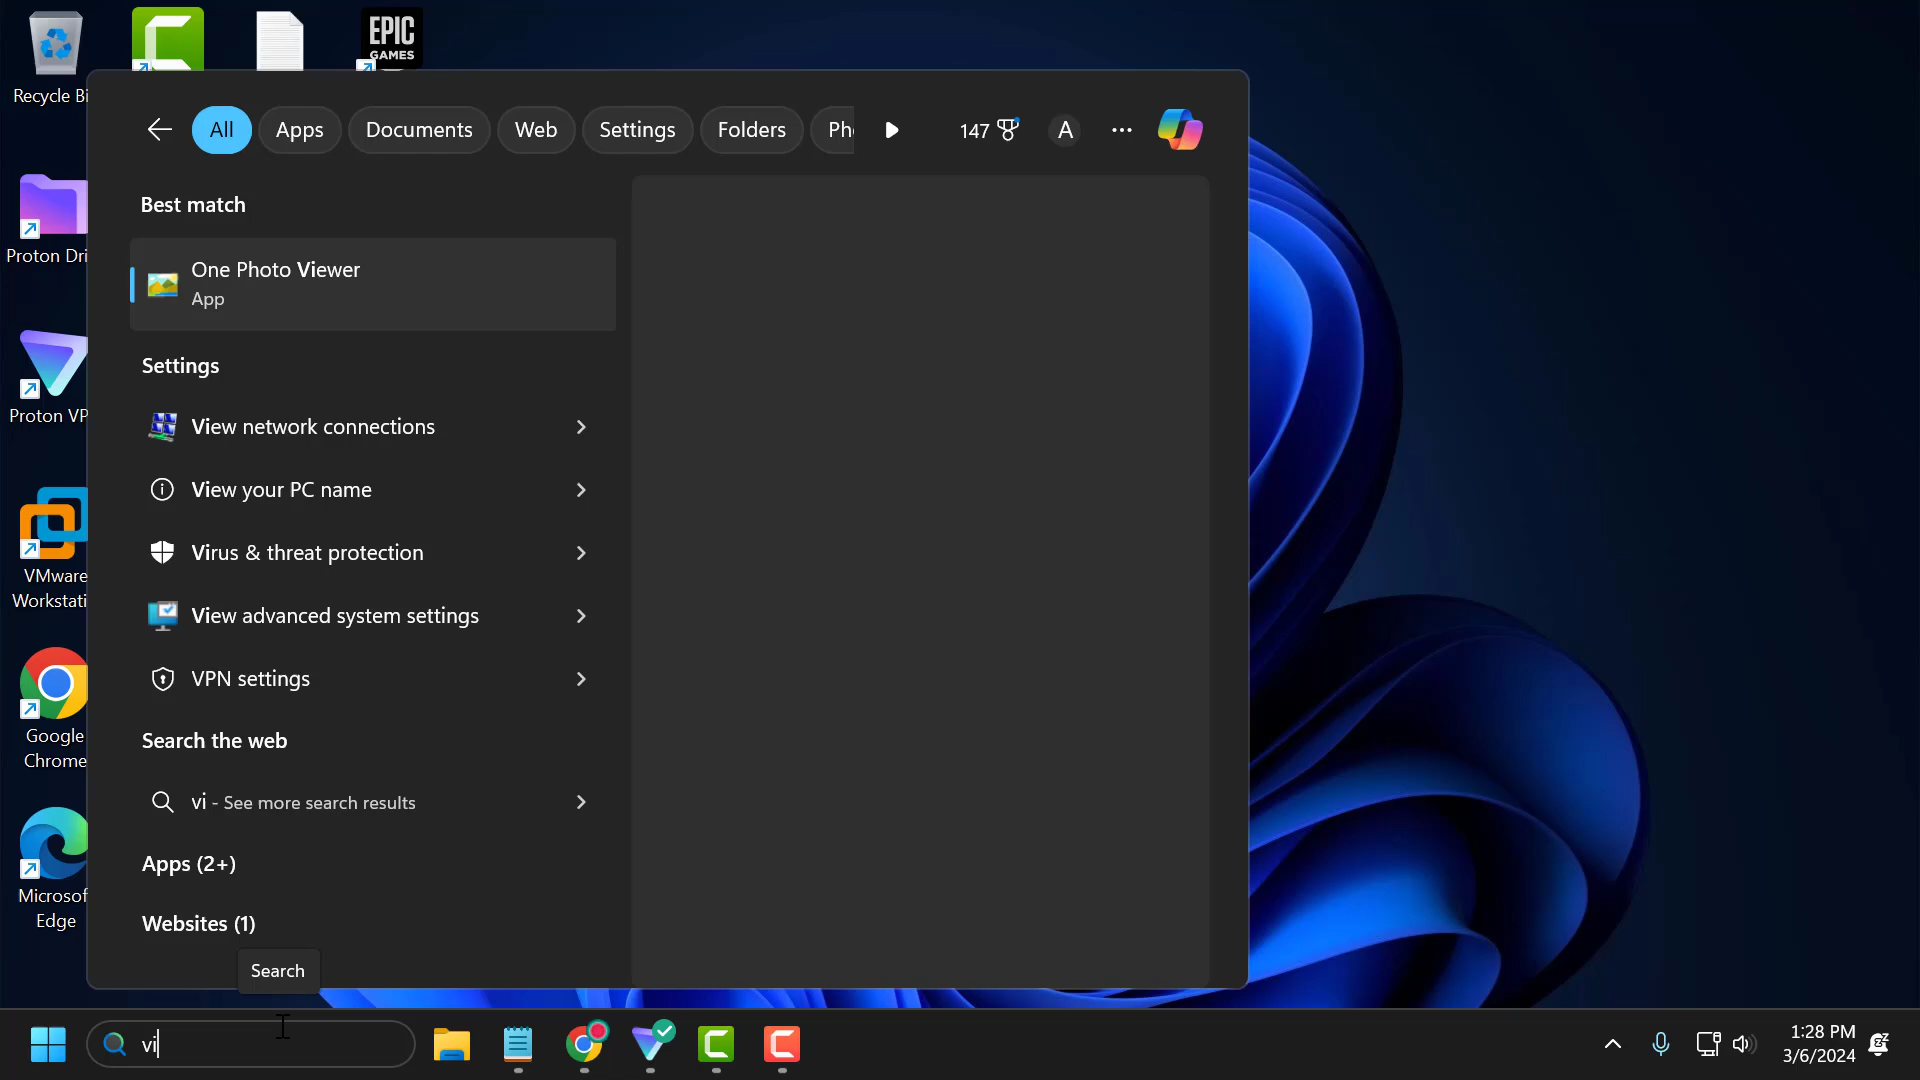 EPIC
GAMES
Recycle Bi
All
Apps
Documents
Web
Settings
Folders
Pho
147
A
Best match
One Photo Viewer
App
Settings
View network connections
View your PC name
Virus & threat protection
View advanced system settings
VPN settings
Search the web
vi - See more search results
Apps (2+)
Websites (1)
Search
Proton Dri
Proton VP
VMware
Workstati
Google
Chrome
Microsof
Edge
vi
1:28 PM
3/6/2024